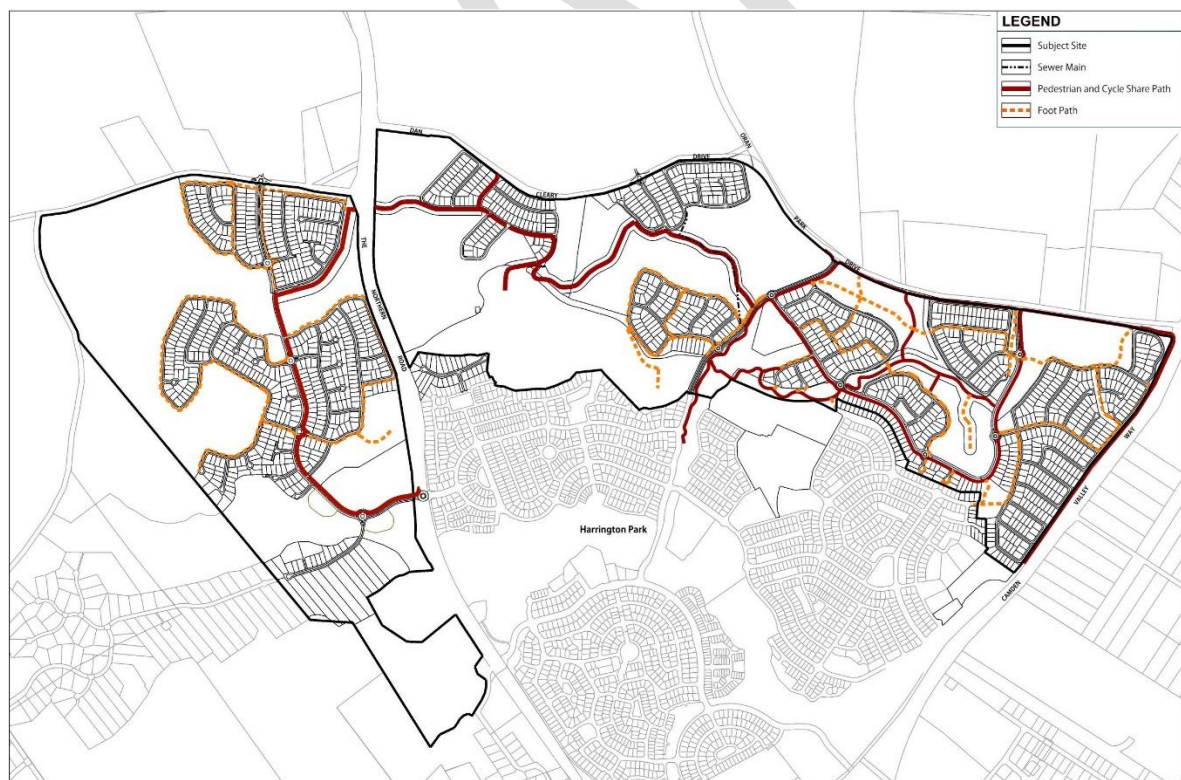 LEGEND
Subject Site
Sewer Main
Pedestrian and Cycle Share Path
Foot Path
DAN
CLEARY
DRIVE
ORAN
PARK
DRIVE
THE
NORTHERN
ROAD
Harrington Park
CAMDEN
VALLEY
WAY